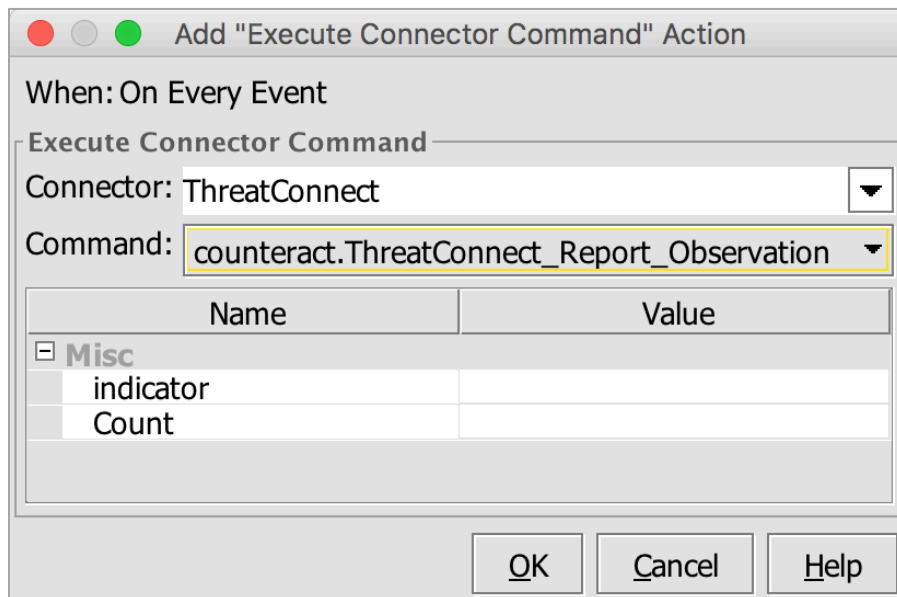 Add "Execute Connector Command" Action
When: On Every Event
Execute Connector Command
Connector: ThreatConnect
Command: counteract.ThreatConnect_Report_Observation
Name Value
Misc
indicator
Count
OK Cancel Help